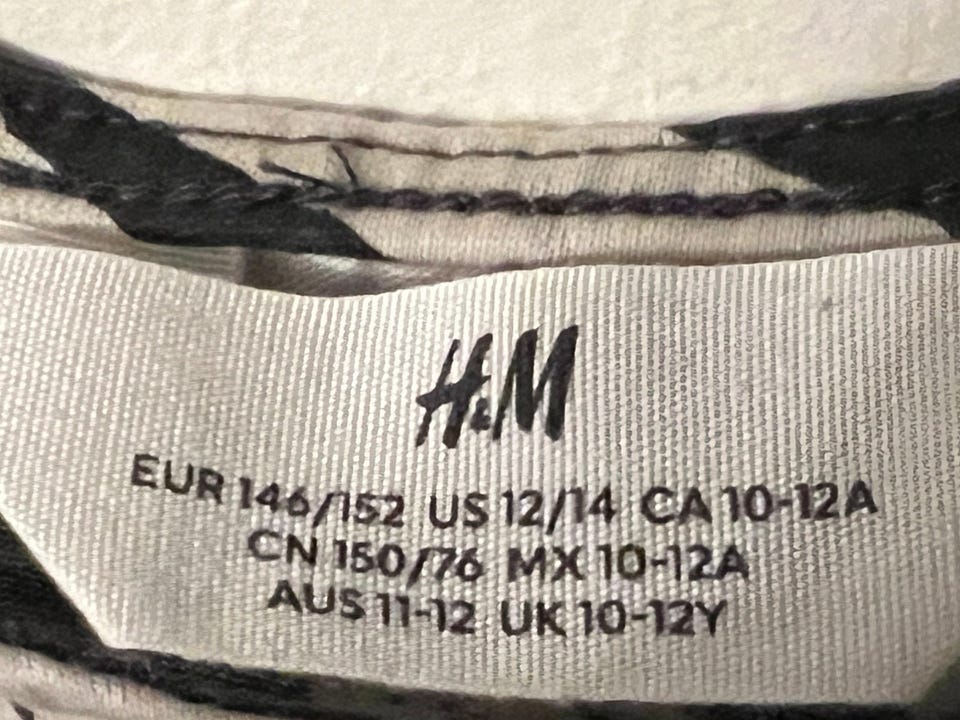 H&M
EUR 146/152 US 12/14 CA 10-12A
CN 150/76 MX 10-12A
AUS 11-12 UK 10-12Y